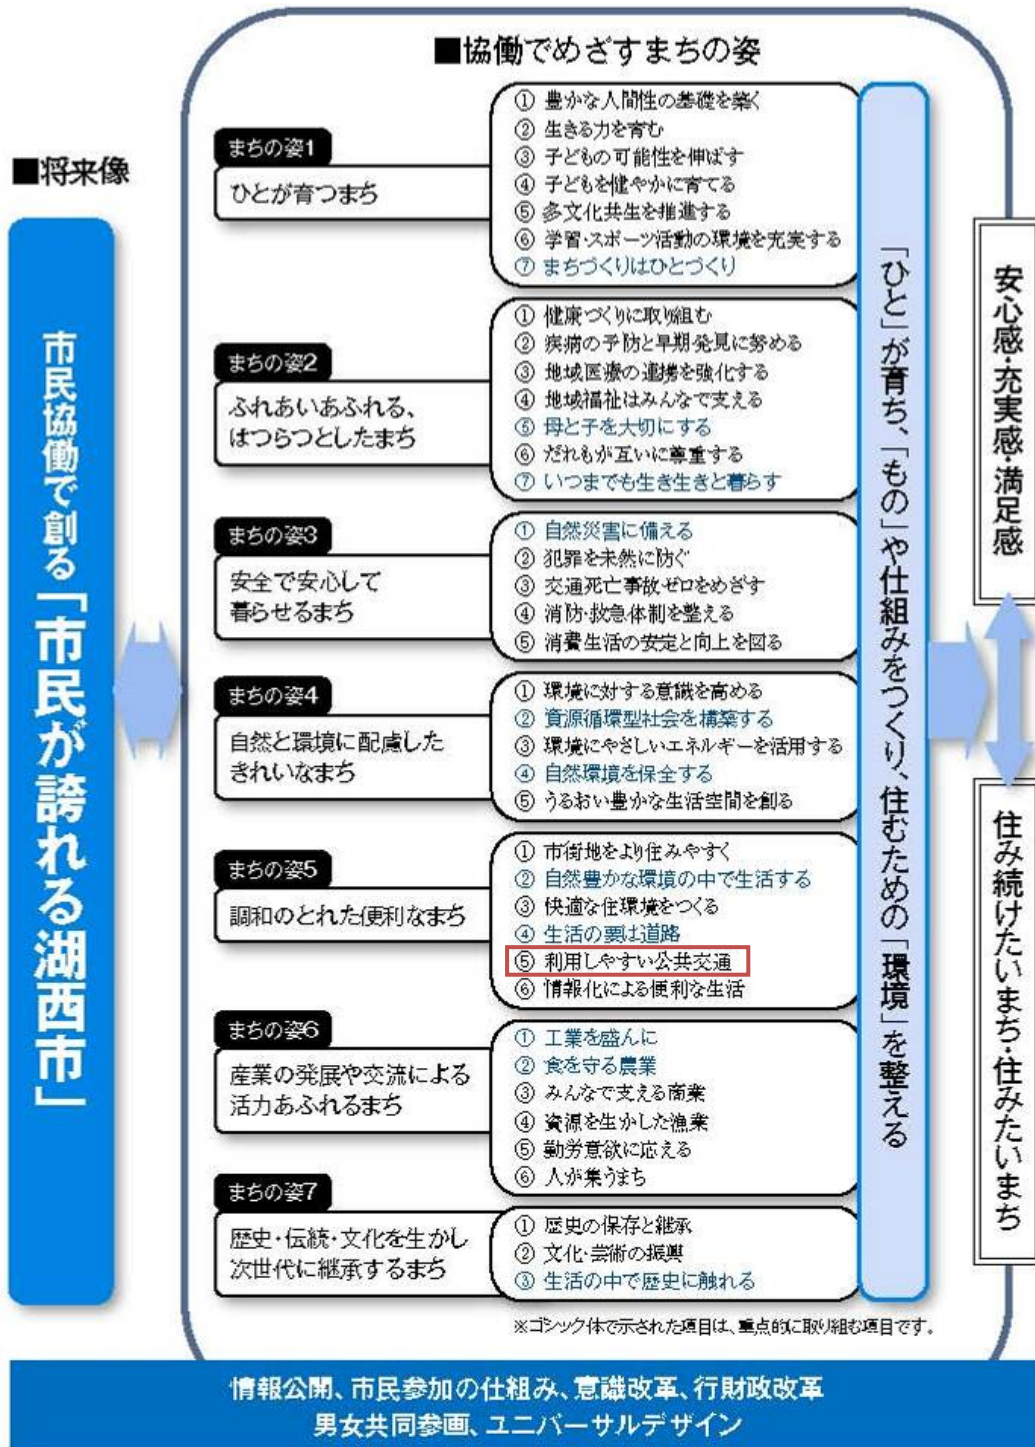 ■協働でめざすまちの姿
■将来像
市民協働で創る「市民が誇れる湖西市」
まちの姿1
ひとが育つまち
① 豊かな人間性の基礎を築く
② 生きる力を育む
③ 子どもの可能性を伸ばす
④ 子どもを健やかに育てる
⑤ 多文化共生を推進する
⑥ 学習・スポーツ活動の環境を充実する
⑦ まちづくりはひとづくり
まちの姿2
ふれあいあふれる、
はつらつとしたまち
① 健康づくりに取り組む
② 疾病の予防と早期発見に努める
③ 地域医療の連携を強化する
④ 地域福祉はみんなで支える
⑤ 母と子を大切にする
⑥ だれもが互いに尊重する
⑦ いつまでも生き生きと暮らす
まちの姿3
安全で安心して
暮らせるまち
① 自然災害に備える
② 犯罪を未然に防ぐ
③ 交通死亡事故ゼロをめざす
④ 消防・救急体制を整える
⑤ 消費生活の安定と向上を図る
まちの姿4
自然と環境に配慮した
きれいなまち
① 環境に対する意識を高める
② 資源循環型社会を構築する
③ 環境にやさしいエネルギーを活用する
④ 自然環境を保全する
⑤ うるおい豊かな生活空間を創る
まちの姿5
調和のとれた便利なまち
① 市街地をより住みやすく
② 自然豊かな環境の中で生活する
③ 快適な住環境をつくる
④ 生活の要は道路
⑤ 利用しやすい公共交通
⑥ 情報化による便利な生活
まちの姿6
産業の発展や交流による
活力あふれるまち
① 工業を盛んに
② 食を守る農業
③ みんなで支える商業
④ 資源を生かした漁業
⑤ 勤労意欲に応える
⑥ 人が集うまち
まちの姿7
歴史・伝統・文化を生かし
次世代に継承するまち
① 歴史の保存と継承
② 文化・芸術の振興
③ 生活の中で歴史に触れる
「ひと」が育ち、「もの」や仕組みをつくり、住むための「環境」を整える
安心感・充実感・満足感
住み続けたいまち・住みたいまち
※ゴシック体で示された項目は、重点的に取り組む項目です。
情報公開、市民参加の仕組み、意識改革、行財政改革
男女共同参画、ユニバーサルデザイン